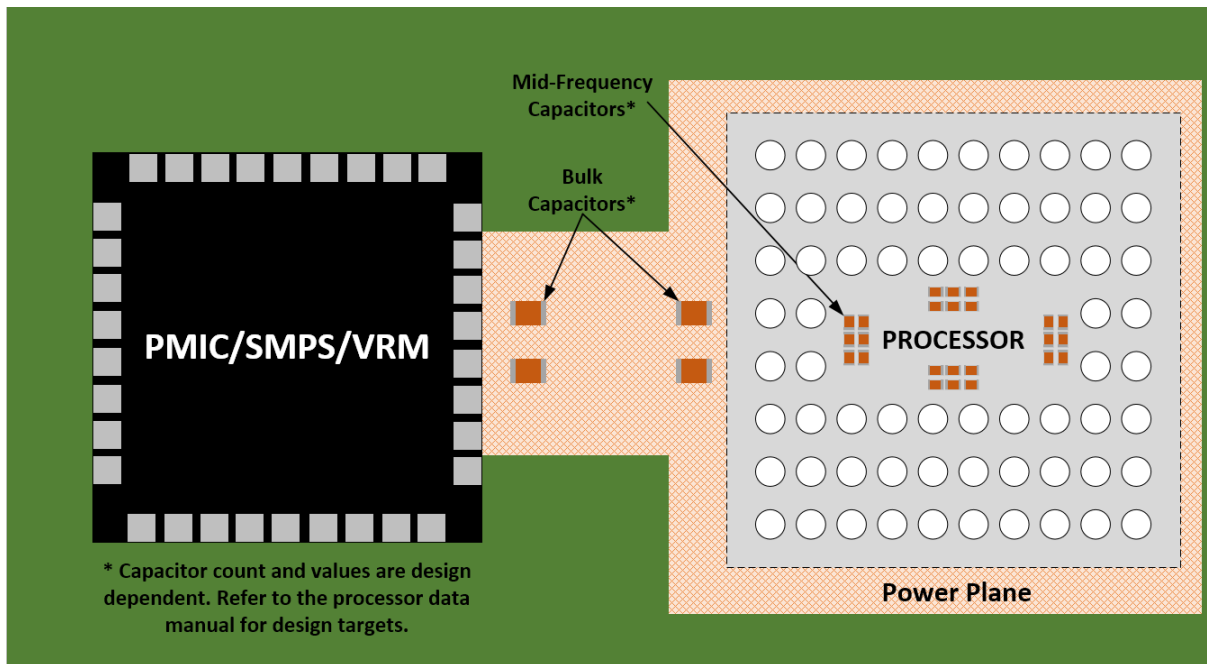 Mid-Frequency
Capacitors*
Bulk
Capacitors*
PMIC/SMPS/VRM
PROCESSOR
* Capacitor count and values are design
dependent. Refer to the processor data
manual for design targets.
Power Plane